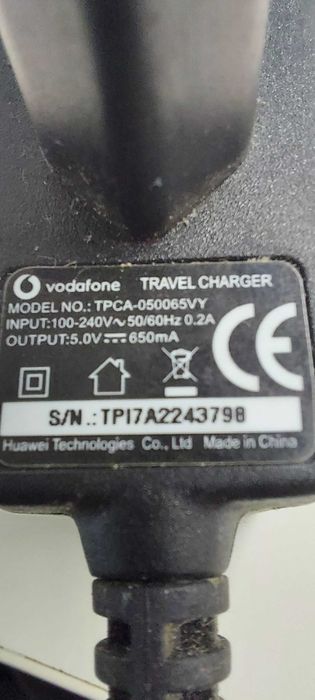 vodafone TRAVEL CHARGER
MODEL NO.: TPCA-050065VY
INPUT:100-240V∼50/60Hz 0.2A
OUTPUT:5.0V⎓650mA
CE
S/N.:TPI7A2243798
Huawei Technologies Co., Ltd Made in China